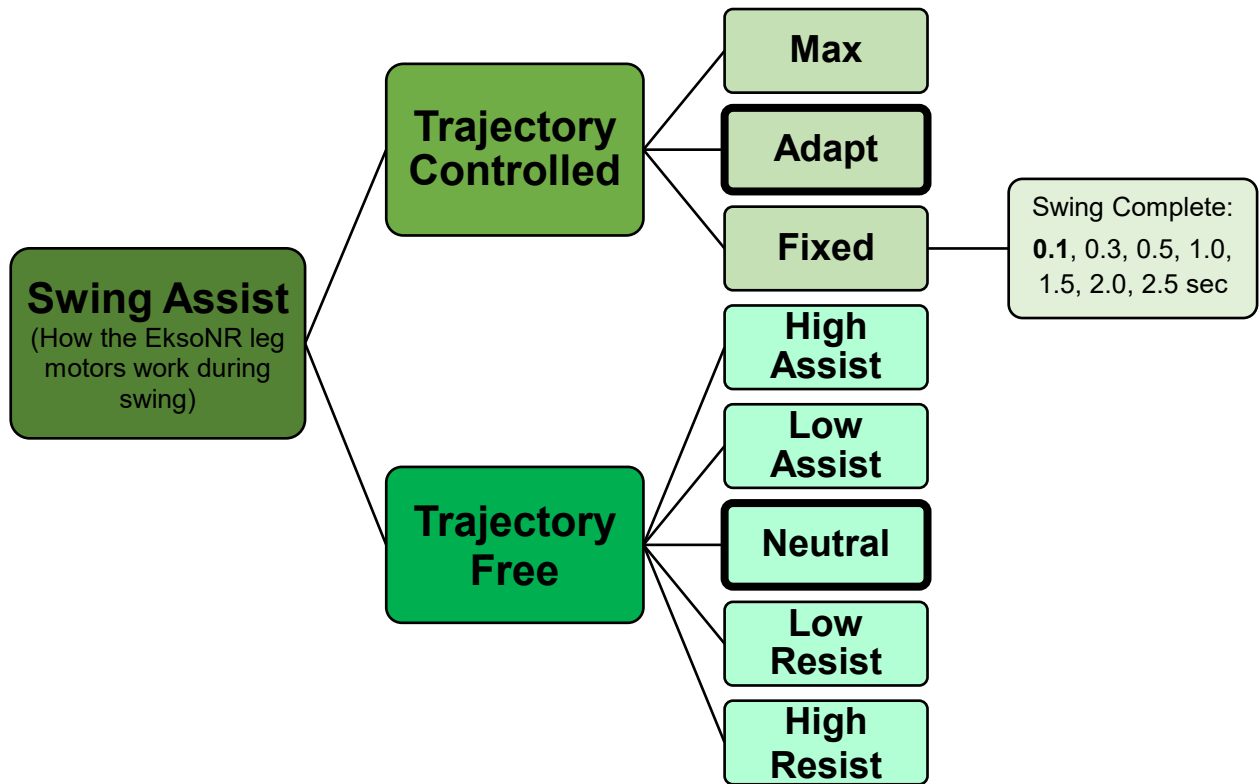 Swing Assist
(How the EksoNR leg
motors work during
swing)
Trajectory
Controlled
Max
Adapt
Fixed
Swing Complete:
0.1, 0.3, 0.5, 1.0,
1.5, 2.0, 2.5 sec
Trajectory
Free
High
Assist
Low
Assist
Neutral
Low
Resist
High
Resist